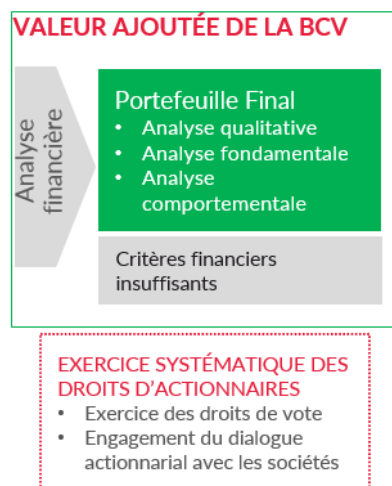 VALEUR AJOUTÉE DE LA BCV
Analyse
financière
Portefeuille Final
• Analyse qualitative
• Analyse fondamentale
• Analyse
comportementale
Critères financiers
insuffisants
EXERCICE SYSTÉMATIQUE DES
DROITS D'ACTIONNAIRES
• Exercice des droits de vote
• Engagement du dialogue
actionnarial avec les sociétés